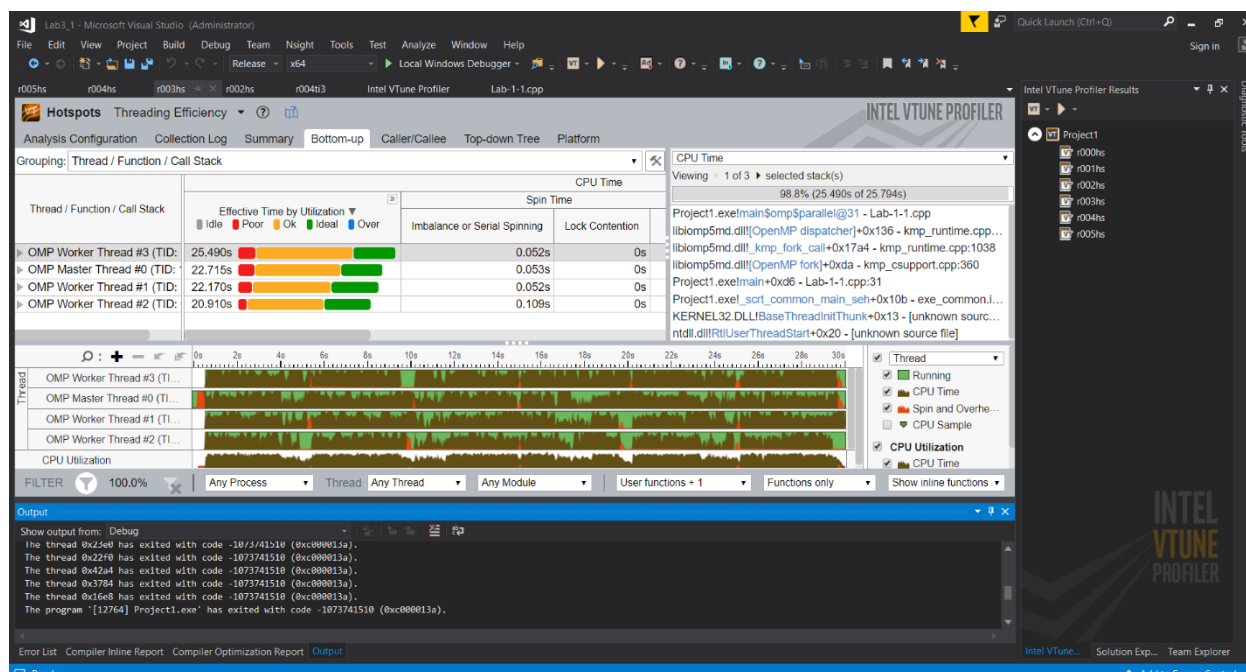 Lab3_1 - Microsoft Visual Studio (Administrator)
Quick Launch (Ctrl+Q)
File Edit View Project Build Debug Team Nsight Tools Test Analyze Window Help
Sign in
Release x64 Local Windows Debugger
r005hs r004hs r003hs r002hs r004ti3 Intel VTune Profiler Lab-1-1.cpp
Intel VTune Profiler Results
Diagnostic Tools
Hotspots Threading Efficiency
INTEL VTUNE PROFILER
Analysis Configuration Collection Log Summary Bottom-up Caller/Callee Top-down Tree Platform
Grouping: Thread / Function / Call Stack
CPU Time
Viewing 1 of 3 selected stack(s)
98.8% (25.490s of 25.794s)
Thread / Function / Call Stack
CPU Time
Effective Time by Utilization
Idle Poor Ok Ideal Over
Spin Time
Imbalance or Serial Spinning Lock Contention
OMP Worker Thread #3 (TID: 25.490s 0.052s 0s
OMP Master Thread #0 (TID: 22.715s 0.053s 0s
OMP Worker Thread #1 (TID: 22.170s 0.052s 0s
OMP Worker Thread #2 (TID: 20.910s 0.109s 0s
Project1.exe!main$omp$parallel@31 - Lab-1-1.cpp
libiomp5md.dll![OpenMP dispatcher]+0x136 - kmp_runtime.cpp...
libiomp5md.dll!_kmp_fork_call+0x17a4 - kmp_runtime.cpp:1038
libiomp5md.dll![OpenMP fork]+0xda - kmp_csupport.cpp:360
Project1.exe!main+0xd6 - Lab-1-1.cpp:31
Project1.exe!_scrt_common_main_seh+0x10b - exe_common.i...
KERNEL32.DLL!BaseThreadInitThunk+0x13 - [unknown sourc...
ntdll.dll!RtlUserThreadStart+0x20 - [unknown source file]
Project1
r000hs
r001hs
r002hs
r003hs
r004hs
r005hs
0s 2s 4s 6s 8s 10s 12s 14s 16s 18s 20s 22s 24s 26s 28s 30s
Thread
OMP Worker Thread #3 (TI...
OMP Master Thread #0 (TI...
OMP Worker Thread #1 (TI...
OMP Worker Thread #2 (TI...
CPU Utilization
Thread
Running
CPU Time
Spin and Overhe...
CPU Sample
CPU Utilization
CPU Time
FILTER 100.0% Any Process Thread Any Thread Any Module User functions + 1 Functions only Show inline functions
Output
Show output from: Debug
The thread 0x23e0 has exited with code -1073741510 (0xc000013a).
The thread 0x22f0 has exited with code -1073741510 (0xc000013a).
The thread 0x42a4 has exited with code -1073741510 (0xc000013a).
The thread 0x3784 has exited with code -1073741510 (0xc000013a).
The thread 0x16e8 has exited with code -1073741510 (0xc000013a).
The program '[12764] Project1.exe' has exited with code -1073741510 (0xc000013a).
INTEL
VTUNE
PROFILER
Error List Compiler Inline Report Compiler Optimization Report Output
Intel VTune... Solution Exp... Team Explorer